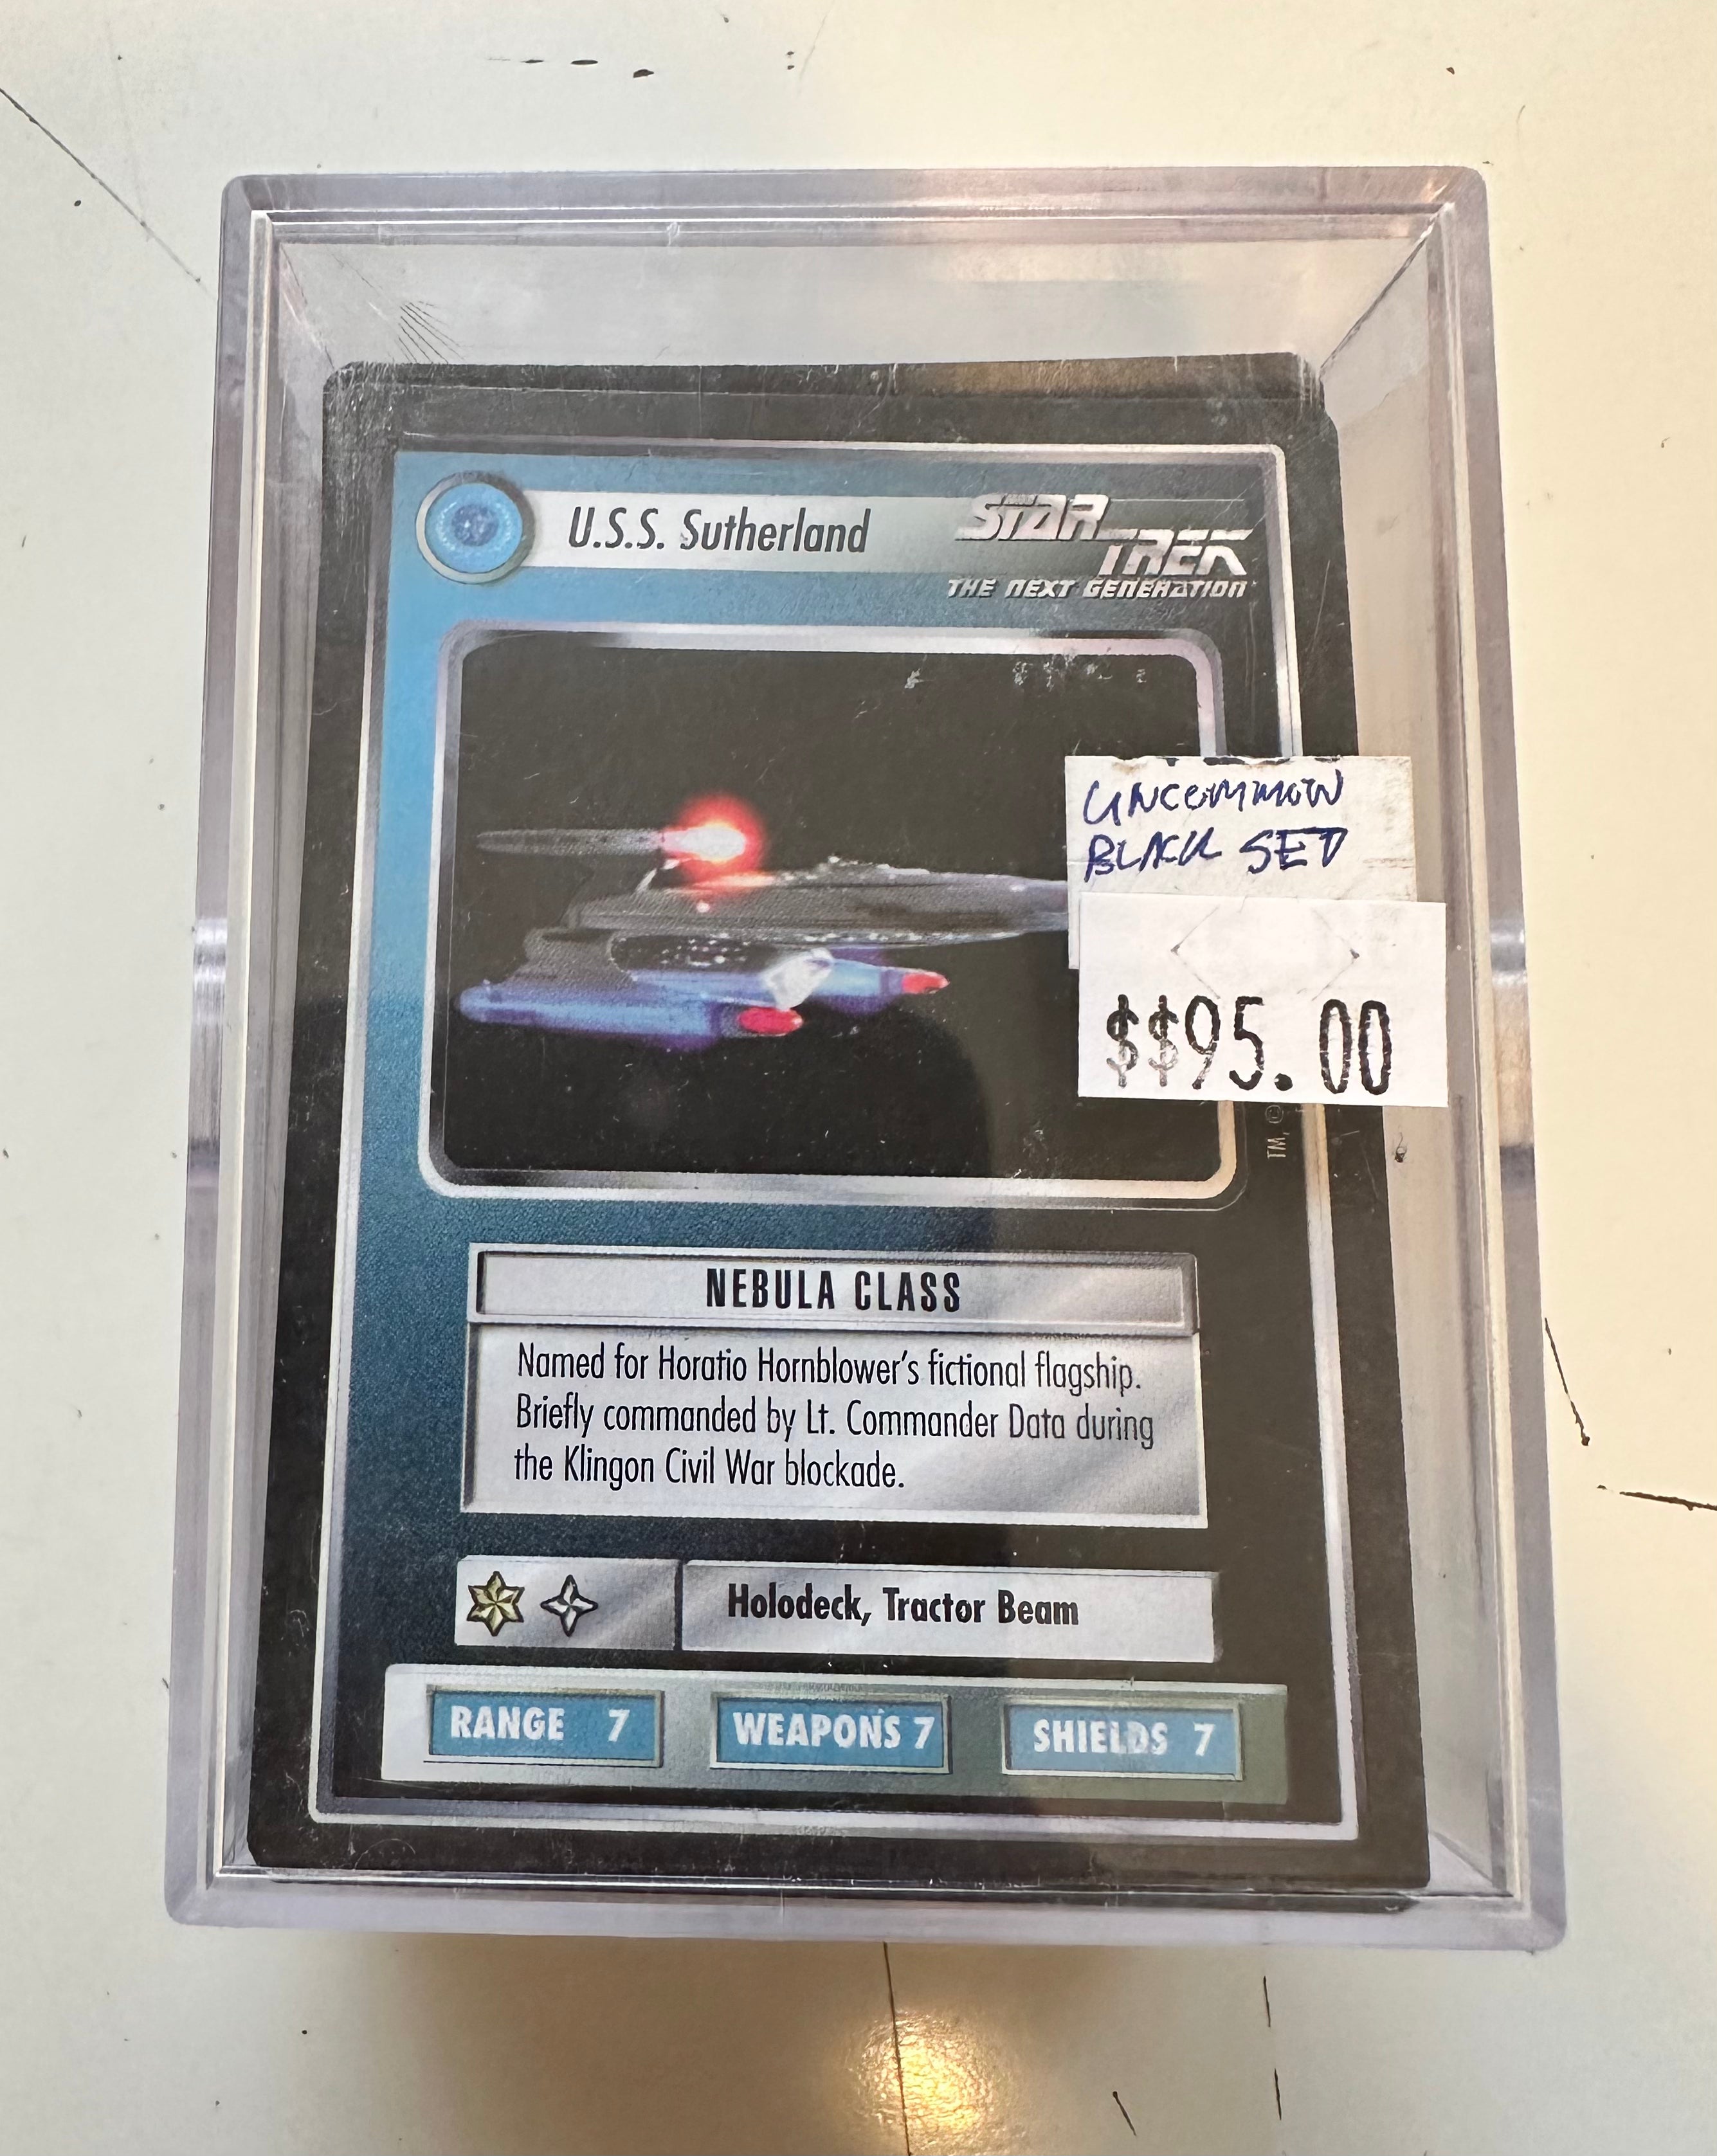 U.S.S. Sutherland
STAR TREK
THE NEXT GENERATION
UNCOMMON
BLACK SET
$$95.00
TM, ©
NEBULA CLASS
Named for Horatio Hornblower's fictional flagship.
Briefly commanded by Lt. Commander Data during
the Klingon Civil War blockade.
Holodeck, Tractor Beam
RANGE 7 WEAPONS 7 SHIELDS 7